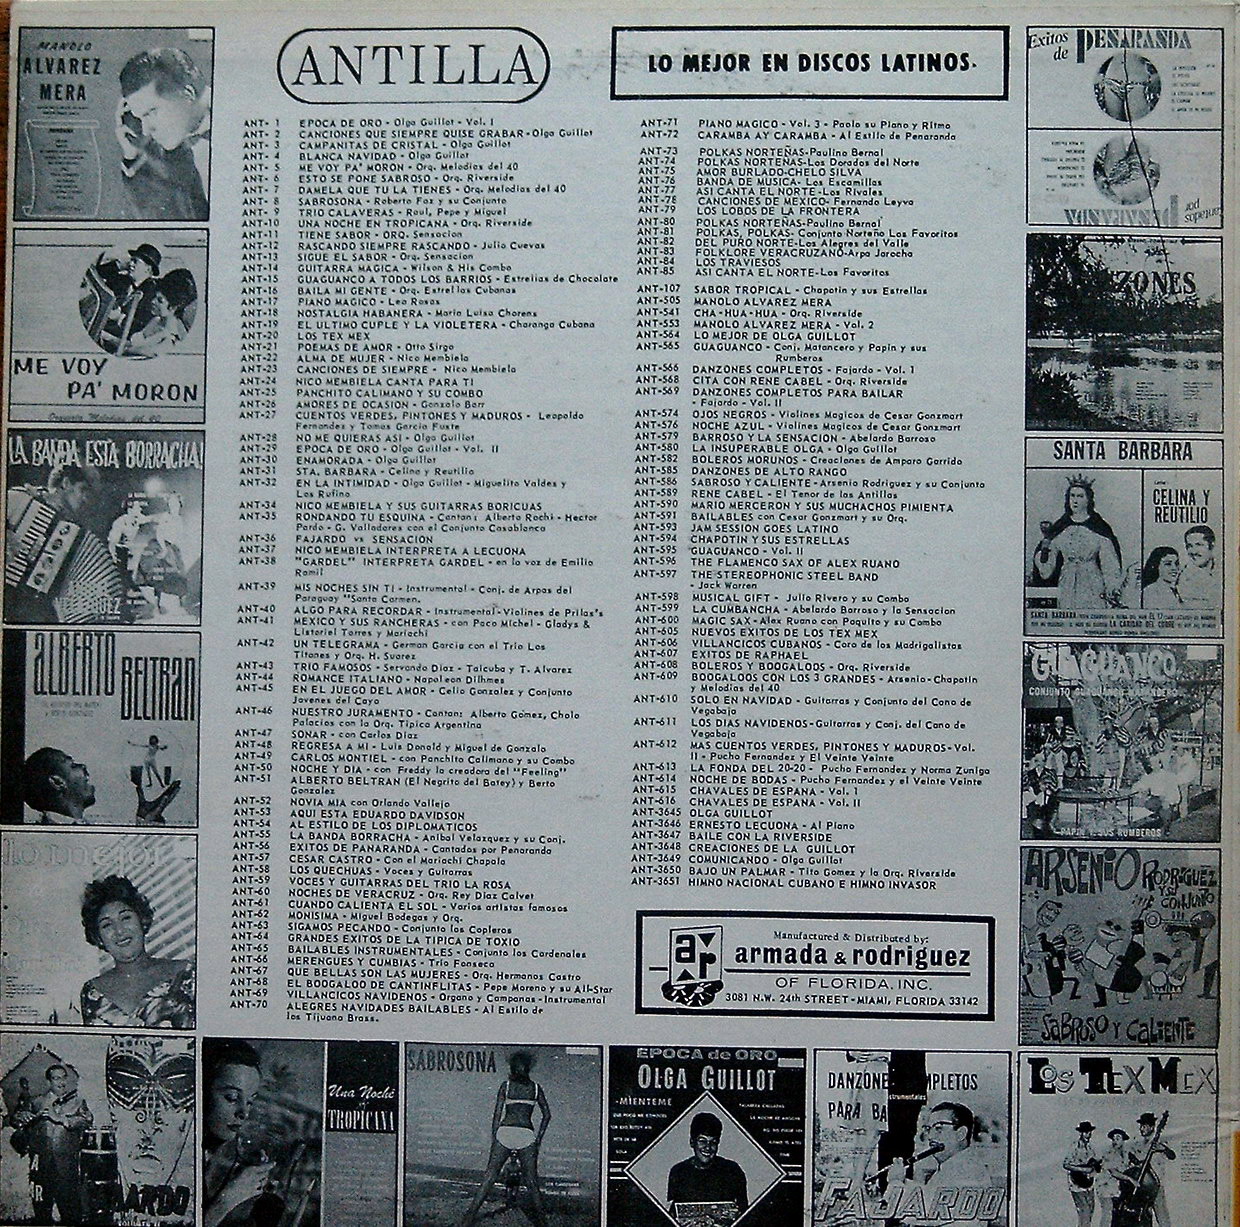 ANTILLA
LO MEJOR EN DISCOS LATINOS.
ANT- 1 EPOCA DE ORO - Olga Guillot - Vol. I
ANT- 2 CANCIONES QUE SIEMPRE QUISE GRABAR - Olga Guillot
ANT- 3 CAMPANITAS DE CRISTAL - Olga Guillot
ANT- 4 BLANCA NAVIDAD - Olga Guillot
ANT- 5 ME VOY PA' MORON - Orq. Melodias del 40
ANT- 6 ESTO SE PONE SABROSO - Orq. Riverside
ANT- 7 DAMELA QUE TU LA TIENES - Orq. Melodias del 40
ANT- 8 SABROSONA - Roberto Faz y su Conjunto
ANT- 9 TRIO CALAVERAS - Raul, Pepe y Miguel
ANT-10 UNA NOCHE EN TROPICANA - Orq. Riverside
ANT-11 TIENE SABOR - ORQ. Sensacion
ANT-12 RASCANDO SIEMPRE RASCANDO - Julio Cuevas
ANT-13 SIGUE EL SABOR - Orq. Sensacion
ANT-14 GUITARRA MAGICA - Wilson & His Combo
ANT-15 GUAGUANCO A TODOS LOS BARRIOS - Estrellas de Chocolate
ANT-16 BAILA MI GENTE - Orq. Estrellas Cubanas
ANT-17 PIANO MAGICO - Leo Rosas
ANT-18 NOSTALGIA HABANERA - Maria Luisa Chorens
ANT-19 EL ULTIMO CUPLE Y LA VIOLETERA - Charanga Cubana
ANT-20 LOS TEX MEX
ANT-21 POEMAS DE AMOR - Otto Sirgo
ANT-22 ALMA DE MUJER - Nico Membiela
ANT-23 CANCIONES DE SIEMPRE - Nico Membiela
ANT-24 NICO MEMBIELA CANTA PARA TI
ANT-25 PANCHITO CALIMANO Y SU COMBO
ANT-26 AMORES DE OCASION - Gonzalo Barr
ANT-27 CUENTOS VERDES, PINTONES Y MADUROS - Leopoldo
Fernandez y Tomas Garcia Fuste
ANT-28 NO ME QUIERAS ASI - Olga Guillot
ANT-29 EPOCA DE ORO - Olga Guillot - Vol. II
ANT-30 ENAMORADA - Olga Guillot
ANT-31 STA. BARBARA - Celina y Reutilio
ANT-32 EN LA INTIMIDAD - Olga Guillot - Miguelito Valdes y
Los Rufino
ANT-34 NICO MEMBIELA Y SUS GUITARRAS BORICUAS
ANT-35 RONDANDO TU ESQUINA - Cantan: Alberto Rochi - Hector
Pardo - G. Valladares con el Conjunto Casablanca
ANT-36 FAJARDO vs SENSACION
ANT-37 NICO MEMBIELA INTERPRETA A LECUONA
ANT-38 "GARDEL" INTERPRETA GARDEL - en la voz de Emilio
Ramil
ANT-39 MIS NOCHES SIN TI - Instrumental - Conj. de Arpas del
Paraguay "Santa Carmen.
ANT-40 ALGO PARA RECORDAR - Instrumental - Violines de Prilas's
ANT-41 MEXICO Y SUS RANCHERAS - con Paco Michel - Gladys &
Listoriel Torres y Mariachi
ANT-42 UN TELEGRAMA - German Garcia con el Trio Los
Titanes y Orq. H. Suarez
ANT-43 TRIO FAMOSOS - Servando Diaz - Taicuba y T. Alvarez
ANT-44 ROMANCE ITALIANO - Napoleon Dilhmes
ANT-45 EN EL JUEGO DEL AMOR - Celio Gonzalez y Conjunto
Jovenes del Cayo
ANT-46 NUESTRO JURAMENTO - Cantan: Alberto Gomez, Chola
Palacios con la Orq. Tipica Argentina
ANT-47 SONAR - con Carlos Diaz
ANT-48 REGRESA A MI - Luis Donald y Miguel de Gonzalo
ANT-49 CARLOS MONTIEL - con Panchito Calimano y su Combo
ANT-50 NOCHE Y DIA - con Freddy la creadora del "Feeling"
ANT-51 ALBERTO BELTRAN (El Negrito del Batey) y Berto
Gonzalez
ANT-52 NOVIA MIA con Orlando Vallejo
ANT-53 AQUI ESTA EDUARDO DAVIDSON
ANT-54 AL ESTILO DE LOS DIPLOMATICOS
ANT-55 LA BANDA BORRACHA - Anibal Velazquez y su Conj.
ANT-56 EXITOS DE PANARANDA - Cantados por Penaranda
ANT-57 CESAR CASTRO - Con el Mariachi Chapala
ANT-58 LOS QUECHUAS - Voces y Guitarras
ANT-59 VOCES Y GUITARRAS DEL TRIO LA ROSA
ANT-60 NOCHES DE VERACRUZ - Orq. Rey Diaz Calvet
ANT-61 CUANDO CALIENTA EL SOL - Varios artistas famosos
ANT-62 MONISIMA - Miguel Bodegas y Orq.
ANT-63 SIGAMOS PECANDO - Conjunto los Copleros
ANT-64 GRANDES EXITOS DE LA TIPICA DE TOXIO
ANT-65 BAILABLES INSTRUMENTALES - Conjunto los Cardenales
ANT-66 MERENGUES Y CUMBIAS - Trio Fonseca
ANT-67 QUE BELLAS SON LAS MUJERES - Orq. Hermanos Castro
ANT-68 EL BOOGALOO DE CANTINFLITAS - Pepe Moreno y su All-Star
ANT-69 VILLANCICOS NAVIDENOS - Organo y Campanas - Instrumental
ANT-70 ALEGRES NAVIDADES BAILABLES - Al Estilo de
los Tijuana Brass.
ANT-71 PIANO MAGICO - Vol. 3 - Paolo su Piano y Ritmo
ANT-72 CARAMBA AY CARAMBA - Al Estilo de Penaranda
ANT-73 POLKAS NORTEÑAS-Paulino Bernal
ANT-74 POLKAS NORTEÑAS-Los Dorados del Norte
ANT-75 AMOR BURLADO-CHELO SILVA
ANT-76 BANDA DE MUSICA - Los Escamillas
ANT-77 ASI CANTA EL NORTE-Los Rivales
ANT-78 CANCIONES DE MEXICO - Fernando Leyva
ANT-79 LOS LOBOS DE LA FRONTERA
ANT-80 POLKAS NORTEÑAS-Paulino Bernal
ANT-81 POLKAS, POLKAS- Conjunto Norteño Los Favoritos
ANT-82 DEL PURO NORTE-Los Alegres del Valle
ANT-83 FOLKLORE VERACRUZANO-Arpa Jarocha
ANT-84 LOS TRAVIESOS
ANT-85 ASI CANTA EL NORTE-Los Favoritos
ANT-107 SABOR TROPICAL - Chapotin y sus Estrellas
ANT-505 MANOLO ALVAREZ MERA
ANT-541 CHA-HUA-HUA - Orq. Riverside
ANT-553 MANOLO ALVAREZ MERA - Vol. 2
ANT-564 LO MEJOR DE OLGA GUILLOT
ANT-565 GUAGUANCO - Conj. Matancero y Papin y sus
Rumberos
ANT-566 DANZONES COMPLETOS - Fajardo - Vol. 1
ANT-568 CITA CON RENE CABEL - Orq. Riverside
ANT-569 DANZONES COMPLETOS PARA BAILAR
- Fajardo - Vol. II
ANT-574 OJOS NEGROS - Violines Magicos de Cesar Gonzmart
ANT-576 NOCHE AZUL - Violines Magicos de Cesar Gonzmart
ANT-579 BARROSO Y LA SENSACION - Abelardo Barroso
ANT-580 LA INSUPERABLE OLGA - Olga Guillot
ANT-582 BOLEROS MORUNOS - Creaciones de Amparo Garrido
ANT-585 DANZONES DE ALTO RANGO
ANT-586 SABROSO Y CALIENTE - Arsenio Rodriguez y su Conjunto
ANT-589 RENE CABEL - El Tenor de las Antillas
ANT-590 MARIO MERCERON Y SUS MUCHACHOS PIMIENTA
ANT-591 BAILABLES con Cesar Gonzmart y su Orq.
ANT-593 JAM SESSION GOES LATINO
ANT-594 CHAPOTIN Y SUS ESTRELLAS
ANT-595 GUAGUANCO - Vol. II
ANT-596 THE FLAMENCO SAX OF ALEX RUANO
ANT-597 THE STEREOPHONIC STEEL BAND
- Jack Warren
ANT-598 MUSICAL GIFT - Julio Rivero y su Combo
ANT-599 LA CUMBANCHA - Abelardo Barroso y la Sensacion
ANT-600 MAGIC SAX - Alex Ruano con Paquito y su Combo
ANT-605 NUEVOS EXITOS DE LOS TEX MEX
ANT-606 VILLANCICOS CUBANOS - Coro de los Madrigalistas
ANT-607 EXITOS DE RAPHAEL
ANT-608 BOLEROS Y BOOGALOOS - Orq. Riverside
ANT-609 BOOGALOOS CON LOS 3 GRANDES - Arsenio-Chapotin
y Melodias del 40
ANT-610 SOLO EN NAVIDAD - Guitarras y Conjunto del Cano de
Vegabaja
ANT-611 LOS DIAS NAVIDENOS-Guitarras y Conj. del Cano de
Vegabaja
ANT-612 MAS CUENTOS VERDES, PINTONES Y MADUROS-Vol.
II - Pucho Fernandez y El Veinte Veinte
ANT-613 LA FONDA DEL 20-20 - Pucho Fernandez y Norma Zuniga
ANT-614 NOCHE DE BODAS - Pucho Fernandez y el Veinte Veinte
ANT-615 CHAVALES DE ESPANA - Vol. 1
ANT-616 CHAVALES DE ESPANA - Vol. II
ANT-3645 OLGA GUILLOT
ANT-3646 ERNESTO LECUONA - Al Piano
ANT-3647 BAILE CON LA RIVERSIDE
ANT-3648 CREACIONES DE LA GUILLOT
ANT-3649 COMUNICANDO - Olga Guillot
ANT-3650 BAJO UN PALMAR - Tito Gomez y la Orq. Riverside
ANT-3651 HIMNO NACIONAL CUBANO E HIMNO INVASOR
ar
Manufactured & Distributed by:
armada & rodriguez
OF FLORIDA, INC.
3081 N.W. 24th STREET - MIAMI, FLORIDA 33142
MANOLO
ALVAREZ
MERA
ME VOY
PA' MORON
LA BANDA ESTA BORRACHA!
ALBERTO
BELTRAN
Exitos
de PEÑARANDA
ZONES
SANTA BARBARA
CELINA Y
REUTILIO
GUAGUANCO
PAPIN Y SUS RUMBEROS
ARSENIO RODRIGUEZ
Y SU
CONJUNTO
SABROSO Y CALIENTE
Una Noche
en
TROPICANA
SABROSONA
EPOCA de ORO
OLGA GUILLOT
-MIENTEME
DANZONE MPLETOS
PARA BA
FAJARDO
LOS TEX MEX